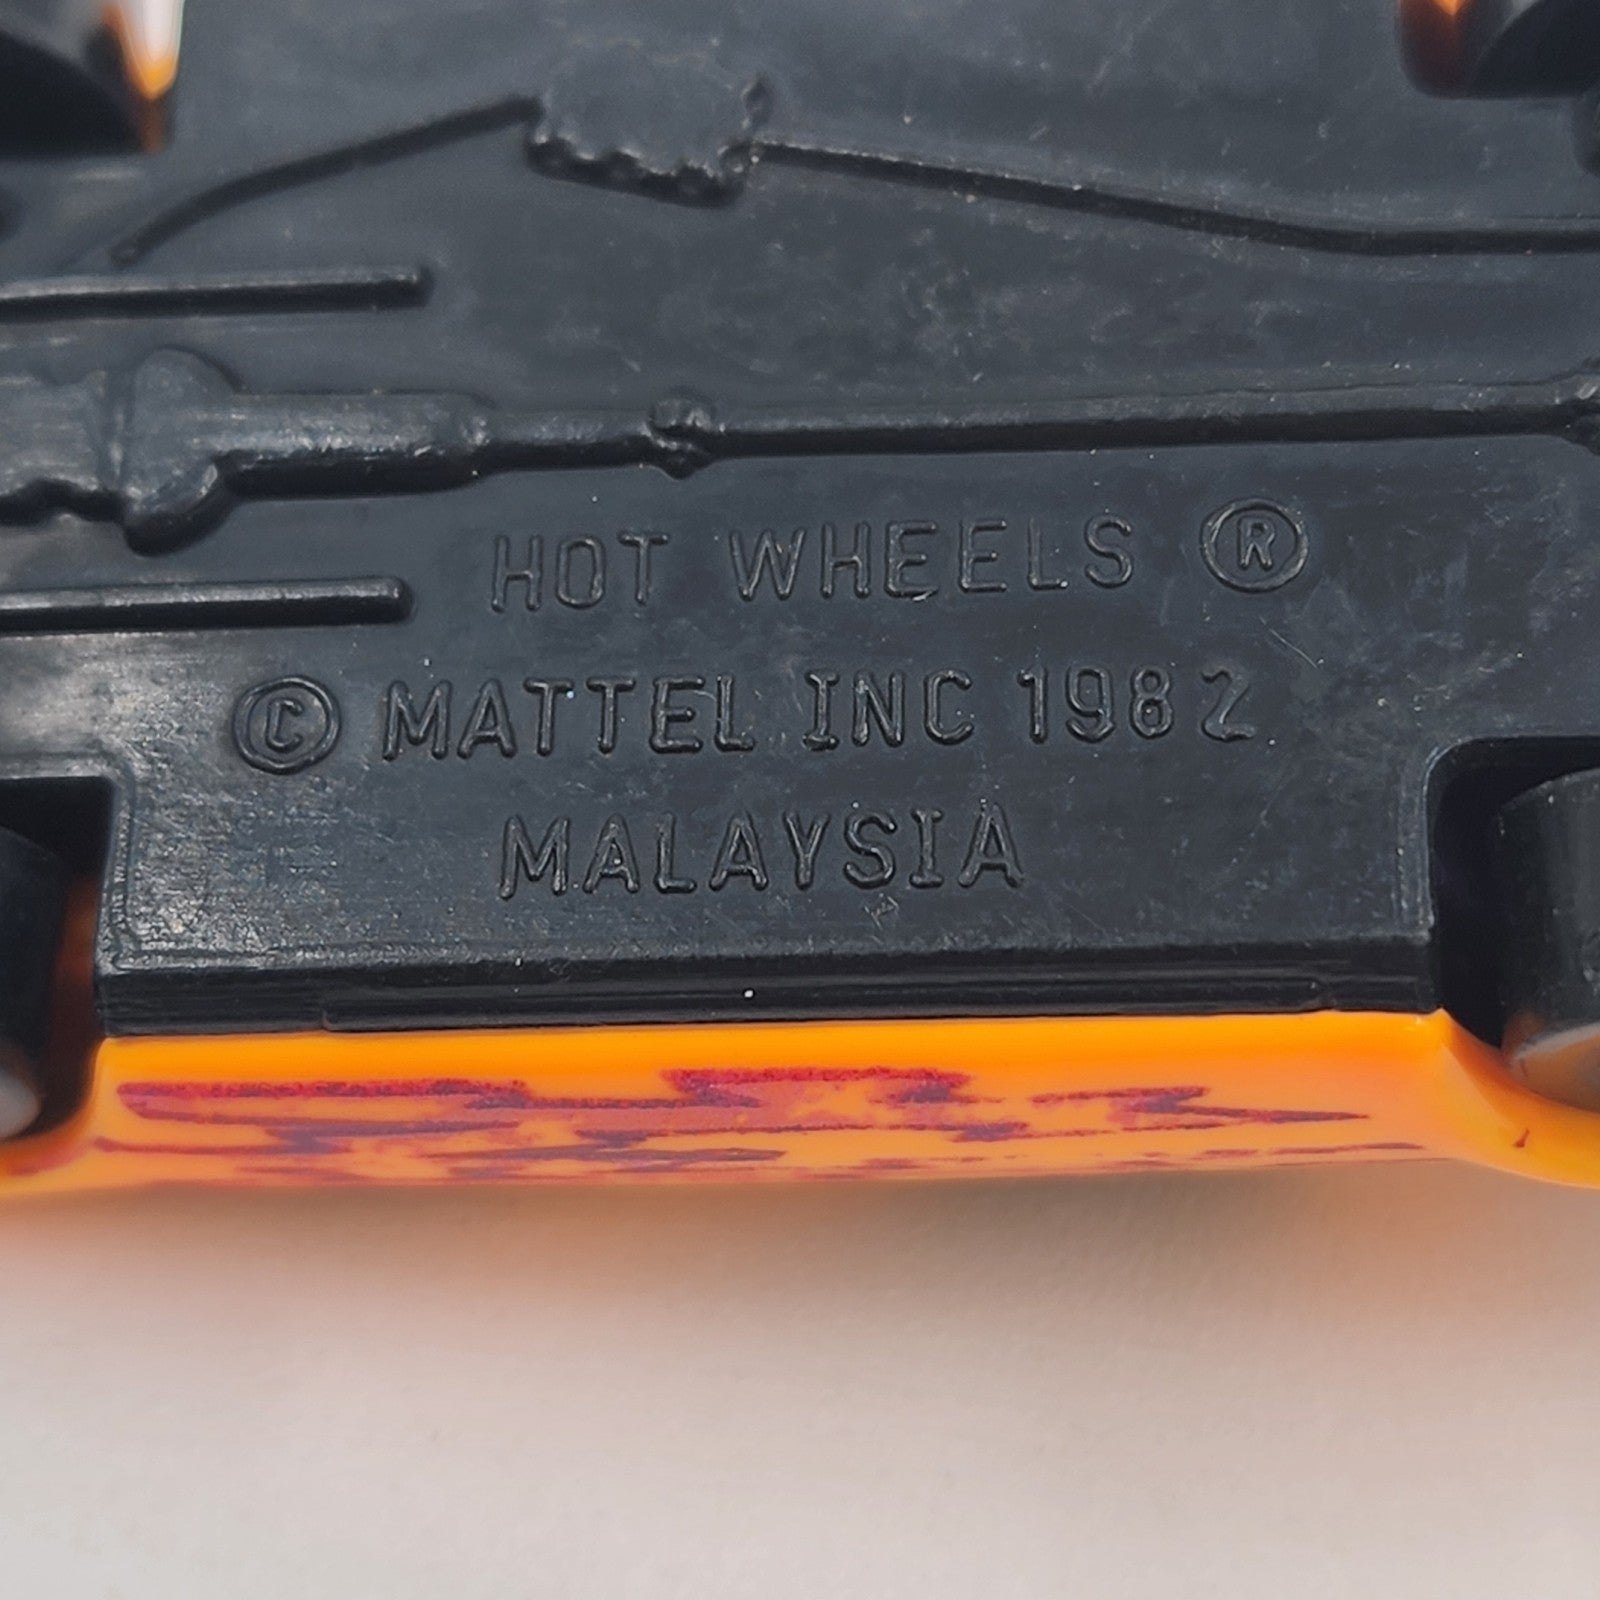 HOT WHEELS ®
© MATTEL INC 1982
MALAYSIA